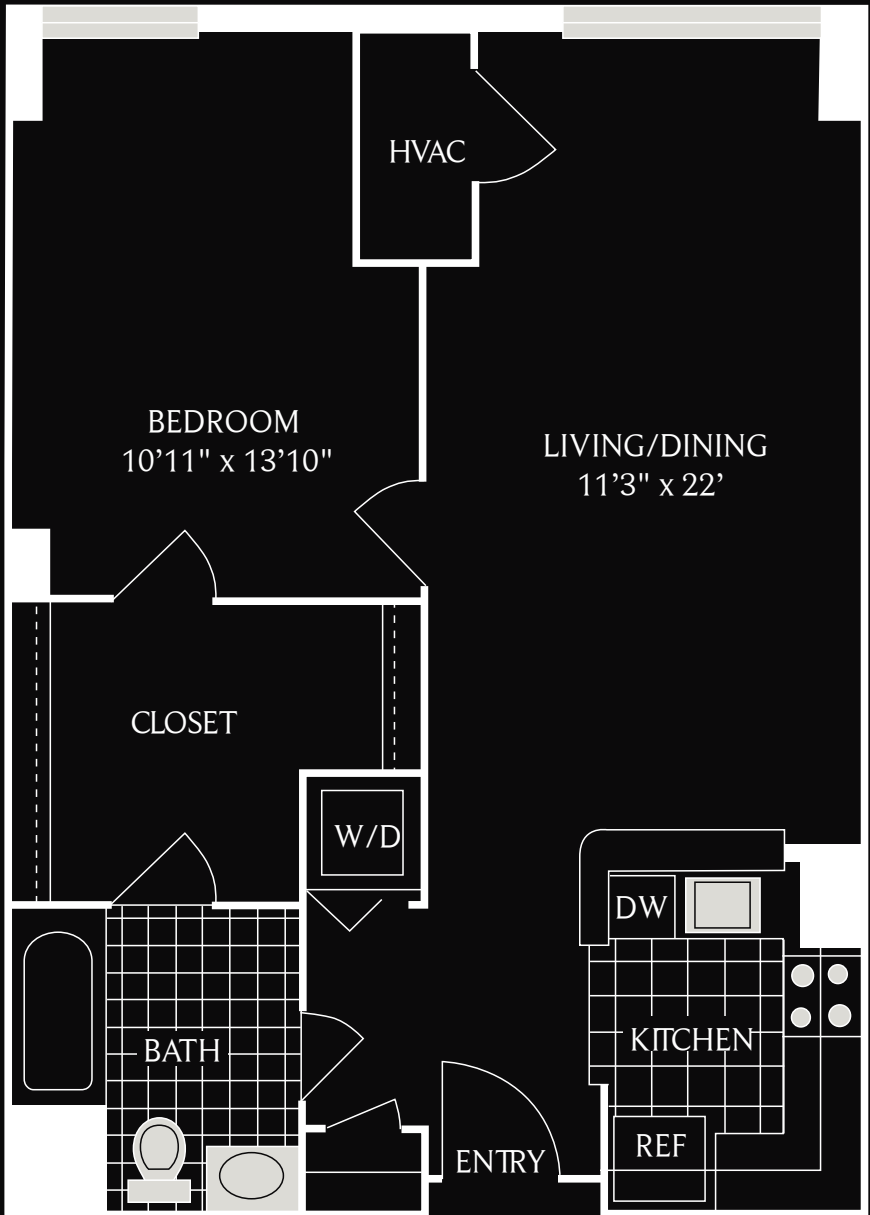 HVAC
BEDROOM
10’11" x 13’10"
LIVING/DINING
11’3" x 22’
CLOSET
W/D
DW
KITCHEN
BATH
REF
ENTRY